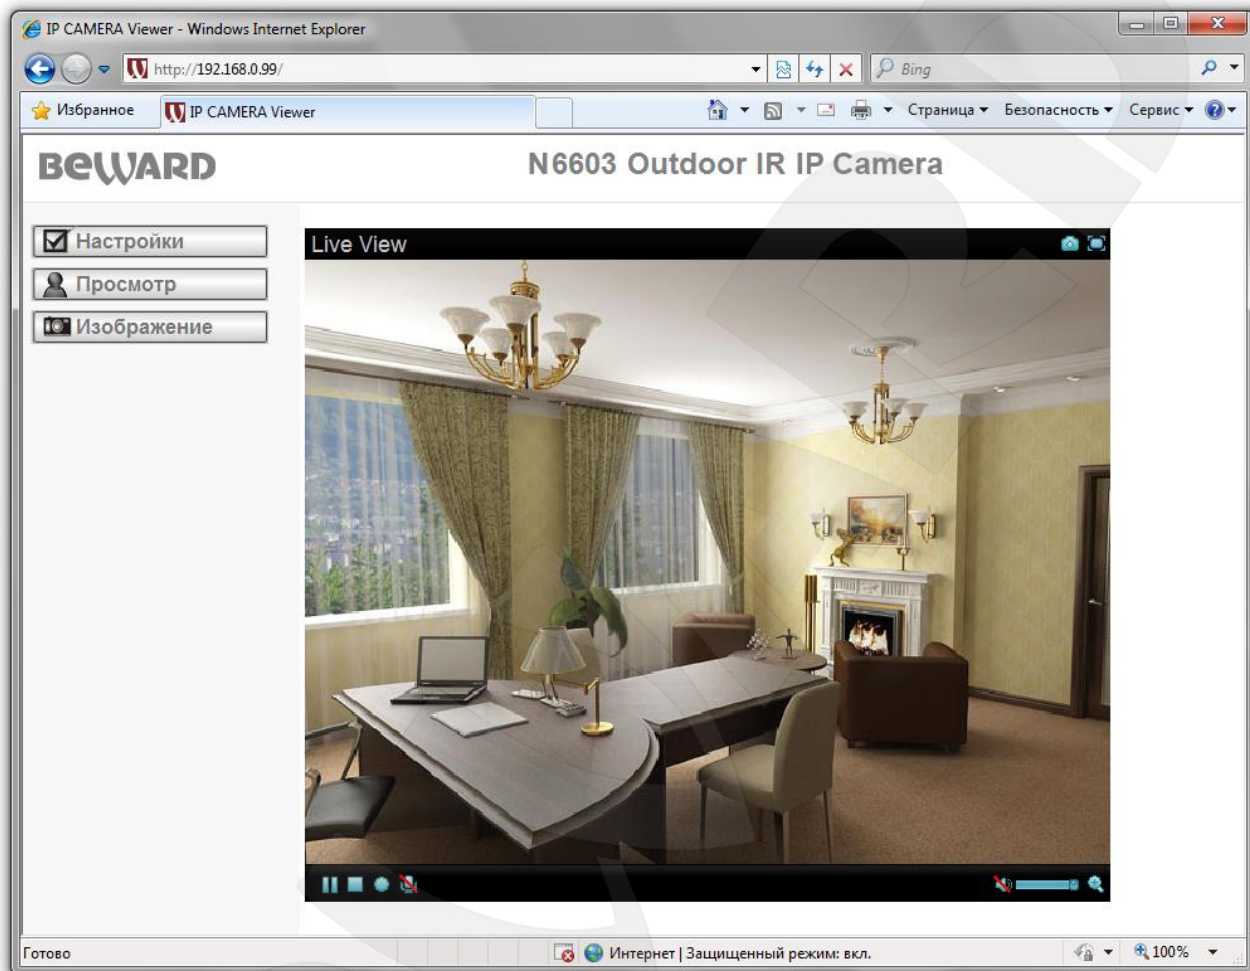 IP CAMERA Viewer - Windows Internet Explorer
http://192.168.0.99/
Bing
Избранное
IP CAMERA Viewer
Страница
Безопасность
Сервис
BEWARD
N6603 Outdoor IR IP Camera
Настройки
Просмотр
Изображение
Live View
Готово
Интернет | Защищенный режим: вкл.
100%